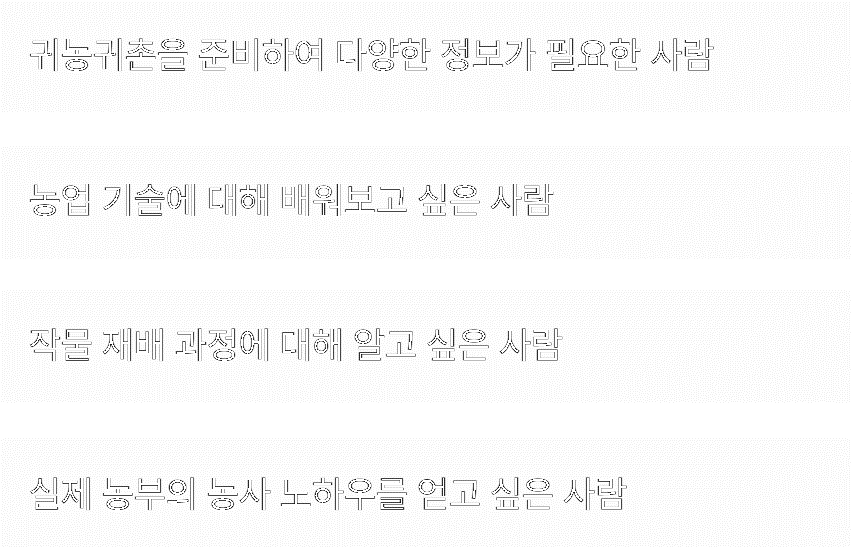 귀농귀촌을 준비하여 다양한 정보가 필요한 사람
농업 기술에 대해 배워보고 싶은 사람
작물 재배 과정에 대해 알고 싶은 사람
실제 농부의 농사 노하우를 얻고 싶은 사람